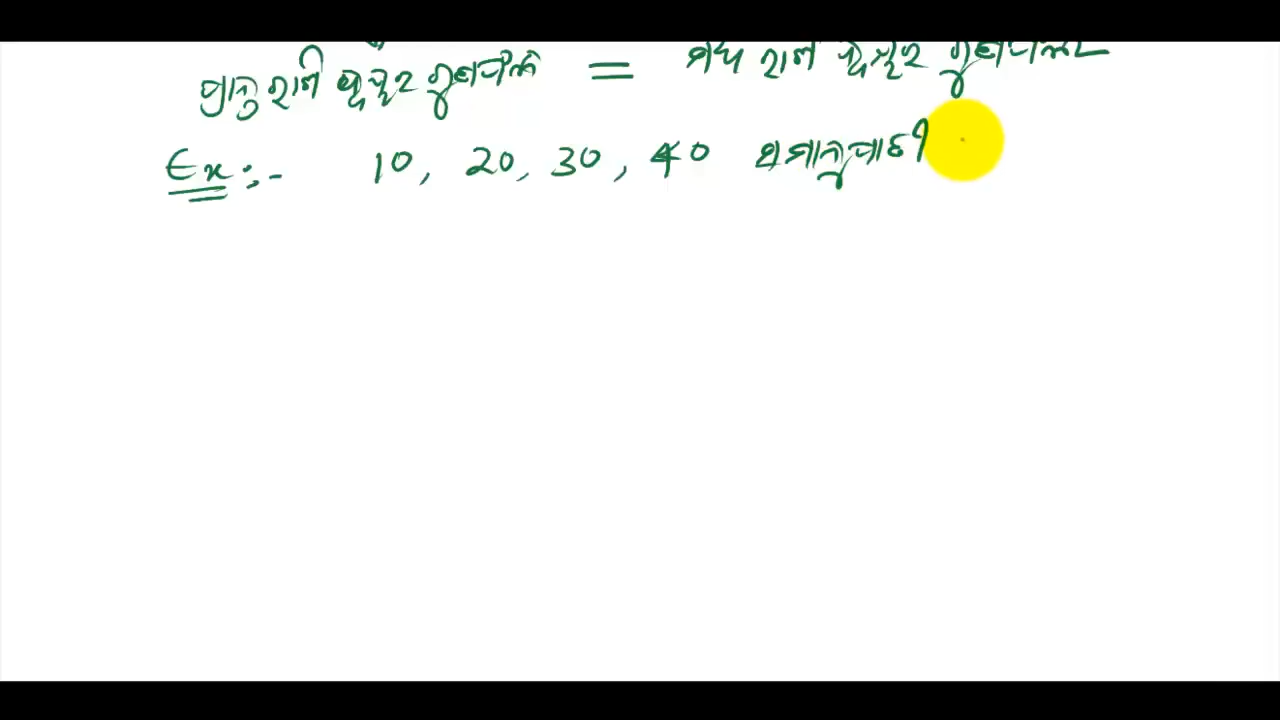 ପ୍ରାନ୍ତ ରାଶି ଦ୍ୱୟର ଗୁଣଫଳ = ମଧ୍ୟ ରାଶି ଦ୍ୱୟର ଗୁଣଫଳ
Ex:- 10, 20, 30, 40 ସମାନୁପାତୀ